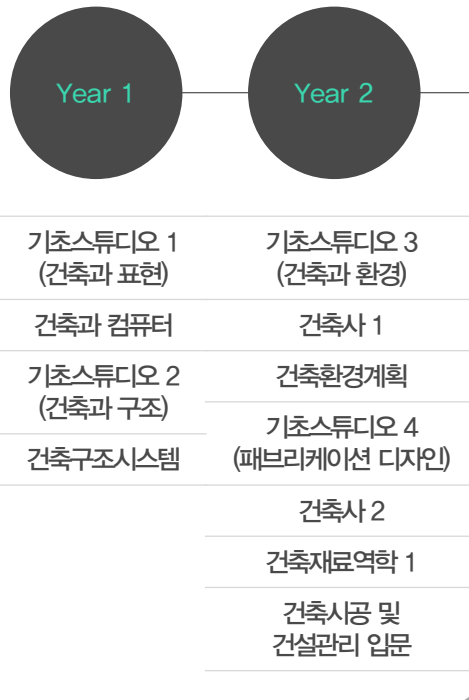 Year 1
Year 2
기초스튜디오 1
(건축과 표현)
건축과 컴퓨터
기초스튜디오 2
(건축과 구조)
건축구조시스템
기초스튜디오 3
(건축과 환경)
건축사 1
건축환경계획
기초스튜디오 4
(패브리케이션 디자인)
건축사 2
건축재료역학 1
건축시공 및
건설관리 입문